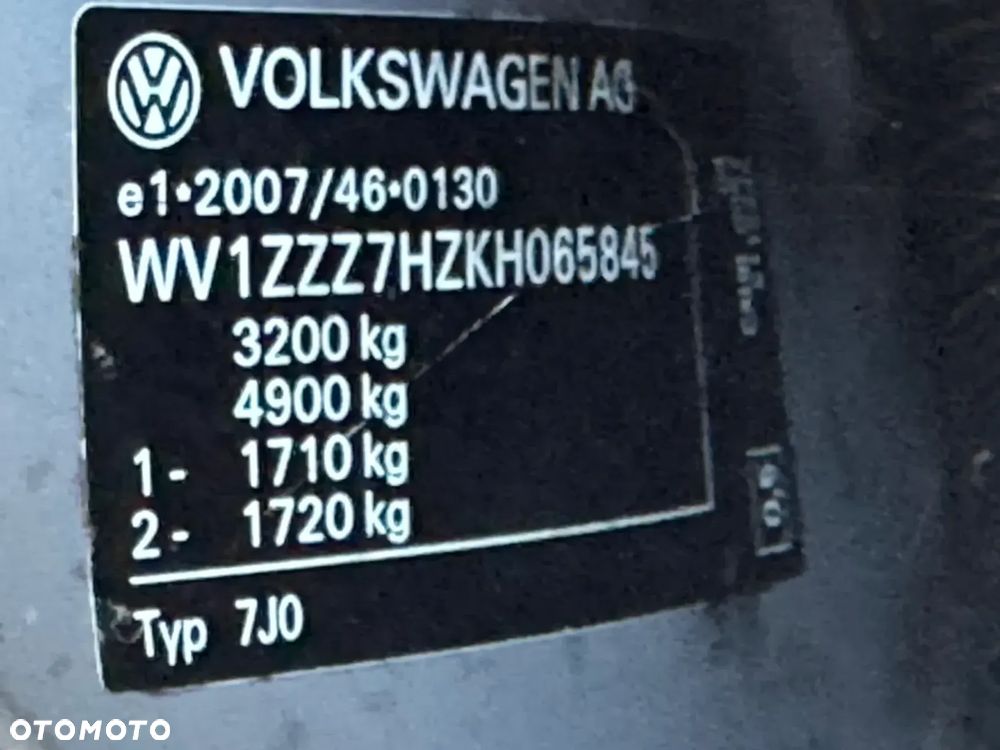 VOLKSWAGEN AG
e1•2007/46•0130
WV1ZZZ7HZKH065845
3200 kg
4900 kg
1- 1710 kg
2- 1720 kg
Typ 7J0
OTOMOTO